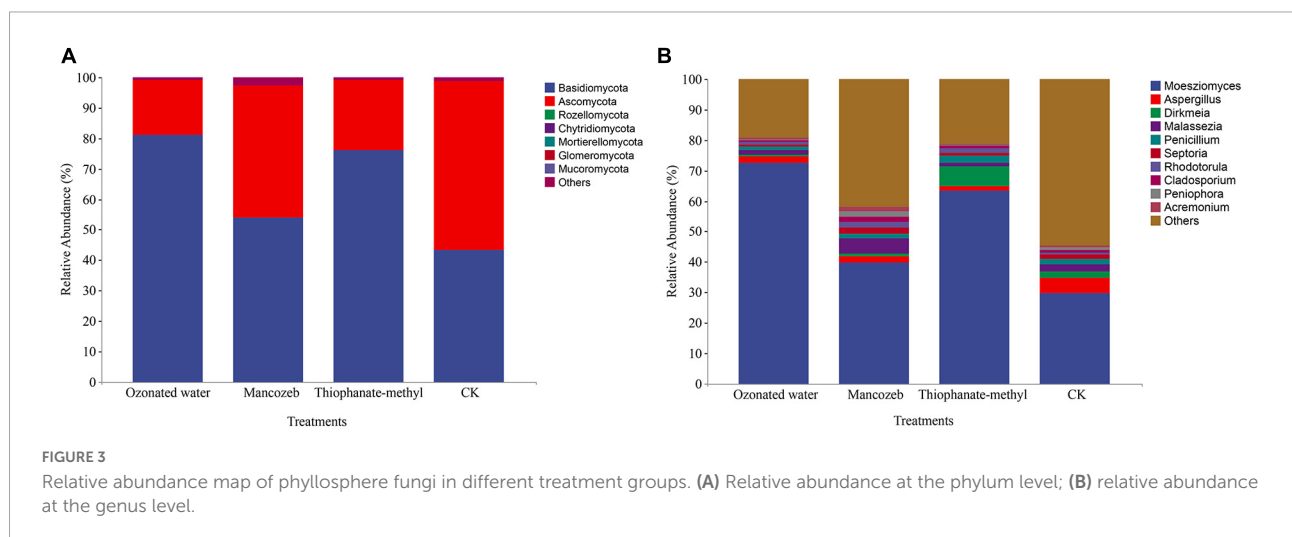 A
100
90
80
70
60
50
40
30
20
10
0
Relative Abundance (%)
Ozonated water
Mancozeb
Thiophanate-methyl
CK
Treatments
Basidiomycota
Ascomycota
Rozellomycota
Chytridiomycota
Mortierellomycota
Glomeromycota
Mucoromycota
Others
B
100
90
80
70
60
50
40
30
20
10
0
Relative Abundance (%)
Ozonated water
Mancozeb
Thiophanate-methyl
CK
Treatments
Moesziomyces
Aspergillus
Dirkmeia
Malassezia
Penicillium
Septoria
Rhodotorula
Cladosporium
Peniophora
Acremonium
Others
FIGURE 3
Relative abundance map of phyllosphere fungi in different treatment groups. (A) Relative abundance at the phylum level; (B) relative abundance
at the genus level.